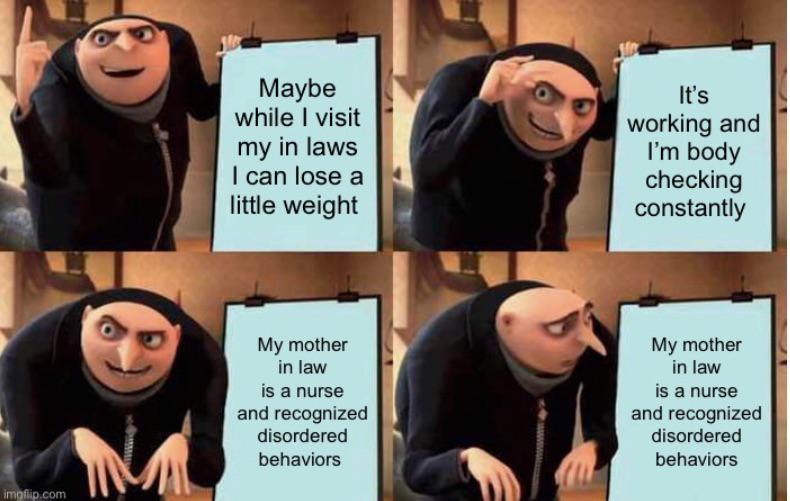 Maybe
while I visit
my in laws
I can lose a
little weight
It’s
working and
I’m body
checking
constantly
My mother
in law
is a nurse
and recognized
disordered
behaviors
My mother
in law
is a nurse
and recognized
disordered
behaviors
imgflip.com